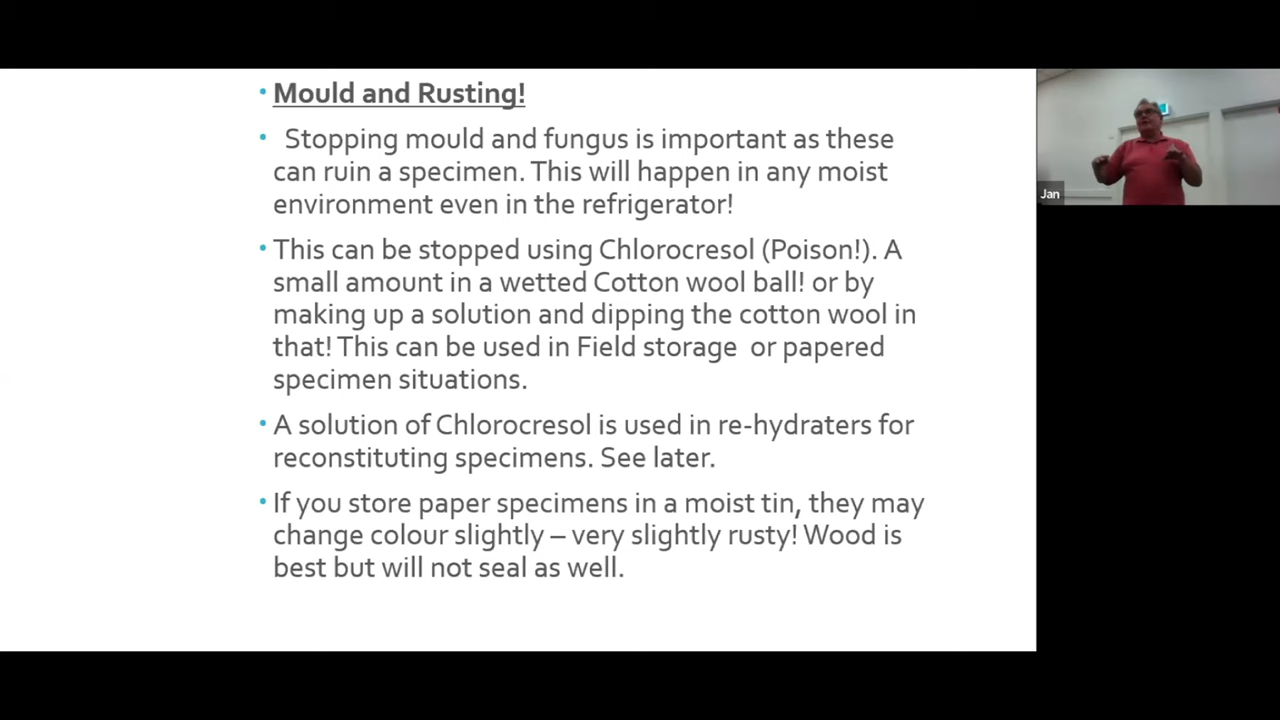 • Mould and Rusting!
• Stopping mould and fungus is important as these
can ruin a specimen. This will happen in any moist
environment even in the refrigerator!
• This can be stopped using Chlorocresol (Poison!). A
small amount in a wetted Cotton wool ball! or by
making up a solution and dipping the cotton wool in
that! This can be used in Field storage or papered
specimen situations.
• A solution of Chlorocresol is used in re-hydraters for
reconstituting specimens. See later.
• If you store paper specimens in a moist tin, they may
change colour slightly – very slightly rusty! Wood is
best but will not seal as well.
Jan